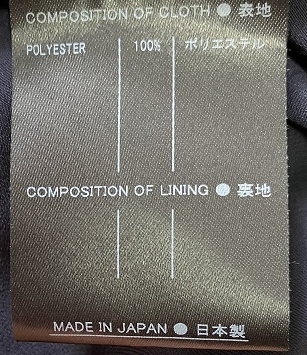 COMPOSITION OF CLOTH ● 表地
POLYESTER 100% ポリエステル
COMPOSITION OF LINING ● 裏地
MADE IN JAPAN ● 日本製